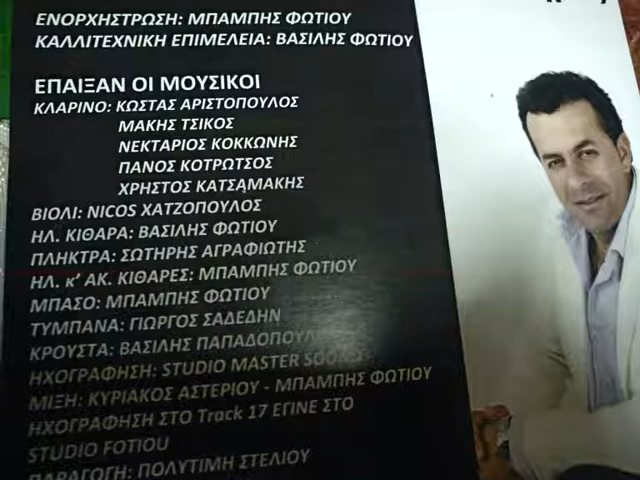 ΕΝΟΡΧΗΣΤΡΩΣΗ: ΜΠΑΜΠΗΣ ΦΩΤΙΟΥ
ΚΑΛΛΙΤΕΧΝΙΚΗ ΕΠΙΜΕΛΕΙΑ: ΒΑΣΙΛΗΣ ΦΩΤΙΟΥ
ΕΠΑΙΞΑΝ ΟΙ ΜΟΥΣΙΚΟΙ
ΚΛΑΡΙΝΟ: ΚΩΣΤΑΣ ΑΡΙΣΤΟΠΟΥΛΟΣ
ΜΑΚΗΣ ΤΣΙΚΟΣ
ΝΕΚΤΑΡΙΟΣ ΚΟΚΚΩΝΗΣ
ΠΑΝΟΣ ΚΟΤΡΩΤΣΟΣ
ΧΡΗΣΤΟΣ ΚΑΤΣΑΜΑΚΗΣ
ΒΙΟΛΙ: NICOS ΧΑΤΖΟΠΟΥΛΟΣ
ΗΛ. ΚΙΘΑΡΑ: ΒΑΣΙΛΗΣ ΦΩΤΙΟΥ
ΠΛΗΚΤΡΑ: ΣΩΤΗΡΗΣ ΑΓΡΑΦΙΩΤΗΣ
ΗΛ. κ' ΑΚ. ΚΙΘΑΡΕΣ: ΜΠΑΜΠΗΣ ΦΩΤΙΟΥ
ΜΠΑΣΟ: ΜΠΑΜΠΗΣ ΦΩΤΙΟΥ
ΤΥΜΠΑΝΑ: ΓΙΩΡΓΟΣ ΣΑΔΕΔΗΝ
ΚΡΟΥΣΤΑ: ΒΑΣΙΛΗΣ
ΗΧΟΓΡΑΦΗΣΗ: STUDIO MASTER
ΜΙΞΗ: ΚΥΡΙΑΚΟΣ ΑΣΤΕΡΙΟΥ - ΜΠΑΜΠΗΣ ΦΩΤΙΟΥ
ΗΧΟΓΡΑΦΗΣΗ ΣΤΟ Track 17 ΕΓΙΝΕ ΣΤΟ
STUDIO FOTIOU
ΠΑΡΑΓΩΓΗ: ΠΟΛΥΤΙΜΗ ΣΤΕΛΙΟΥ